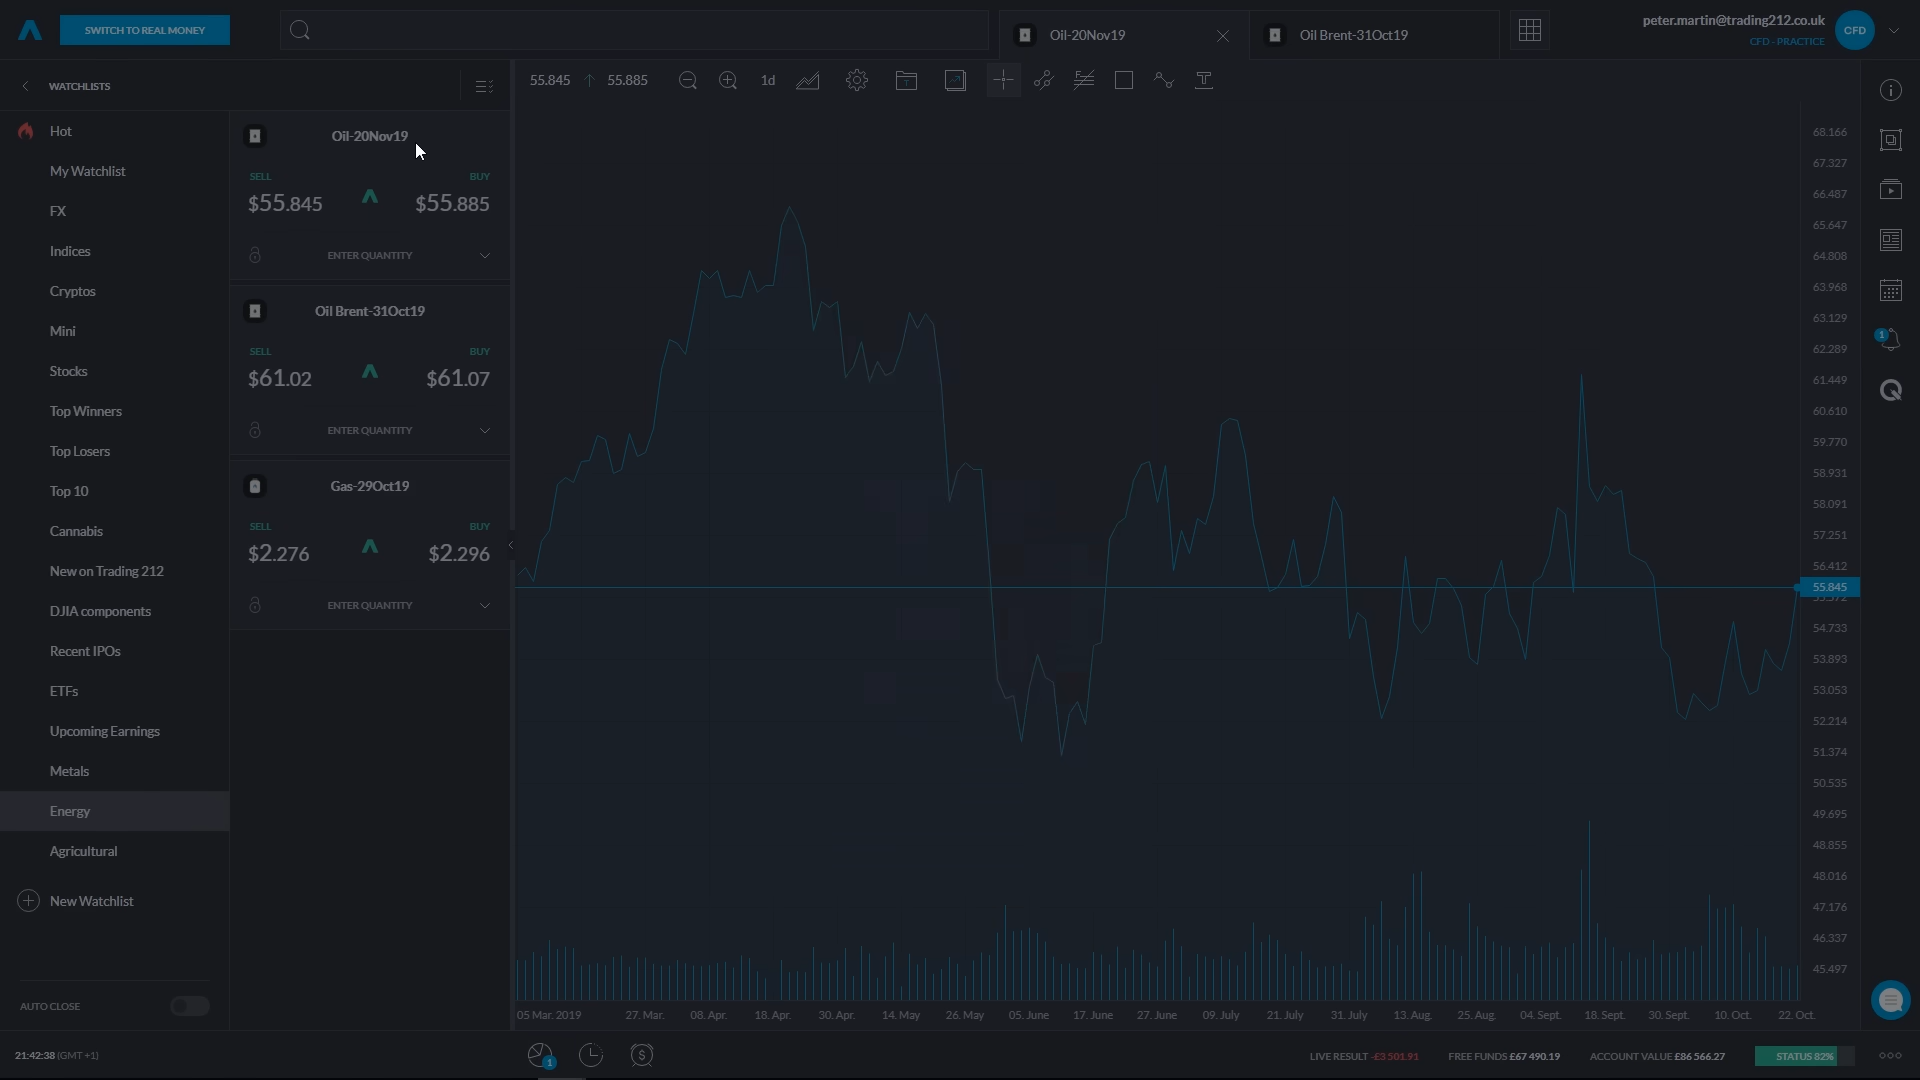 SWITCH TO REAL MONEY
Oil-20Nov19
Oil Brent-31Oct19
peter.martin@trading212.co.uk
CFD - PRACTICE
CFD
WATCHLISTS
55.845
55.885
1d
Hot
My Watchlist
FX
Indices
Cryptos
Mini
Stocks
Top Winners
Top Losers
Top 10
Cannabis
New on Trading 212
DJIA components
Recent IPOs
ETFs
Upcoming Earnings
Metals
Energy
Agricultural
New Watchlist
AUTO CLOSE
Oil-20Nov19
SELL BUY
$55.845 $55.885
ENTER QUANTITY
Oil Brent-31Oct19
SELL BUY
$61.02 $61.07
ENTER QUANTITY
Gas-29Oct19
SELL BUY
$2.276 $2.296
ENTER QUANTITY
68.166
67.327
66.487
65.647
64.808
63.968
63.129
62.289
61.449
60.610
59.770
58.931
58.091
57.251
56.412
55.845
54.733
53.893
53.053
52.214
51.374
50.535
49.695
48.855
48.016
47.176
46.337
45.497
1
05 Mar. 2019 27. Mar. 08. Apr. 18. Apr. 30. Apr. 14. May 26. May 05. June 17. June 27. June 09. July 21. July 31. July 13. Aug. 25. Aug. 04. Sept. 18. Sept. 30. Sept. 10. Oct. 22. Oct.
21:42:38 (GMT +1)
1
LIVE RESULT -£3 501.91 FREE FUNDS £67 490.19 ACCOUNT VALUE £86 566.27 STATUS 82%